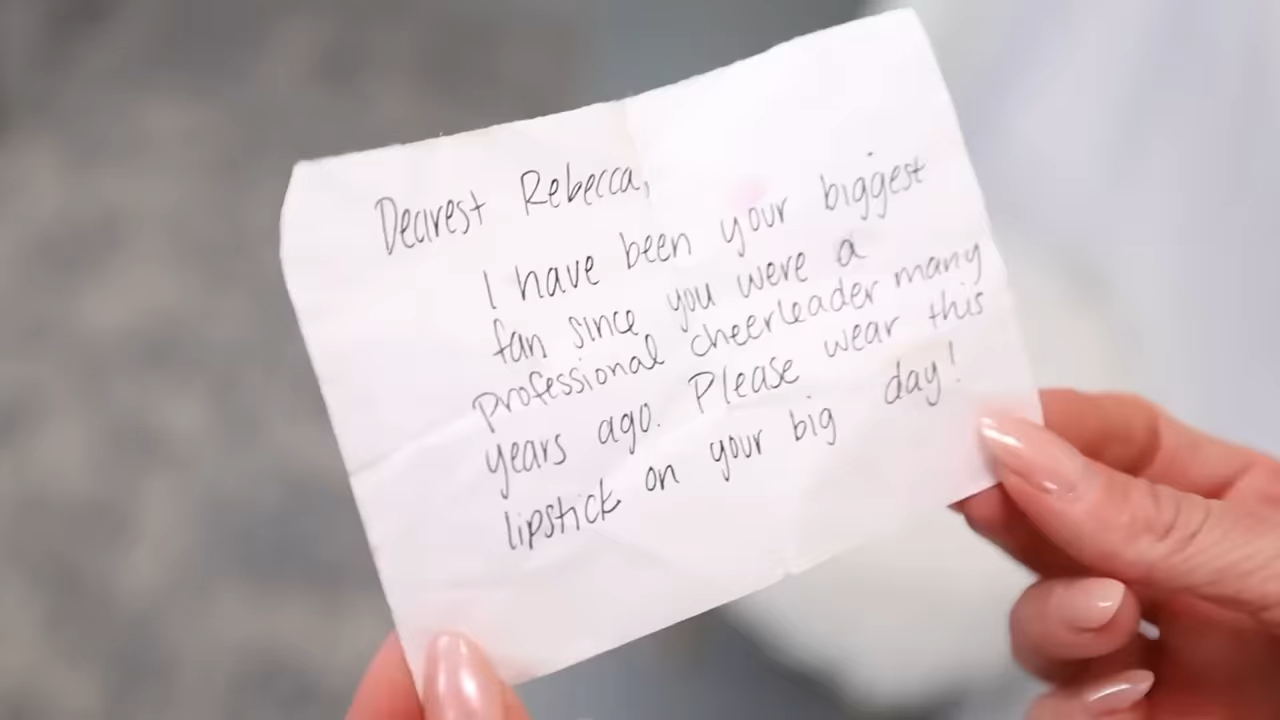 Dearest Rebecca,
I have been your biggest
fan since you were a
professional cheerleader many
years ago. Please wear this
lipstick on your big day!